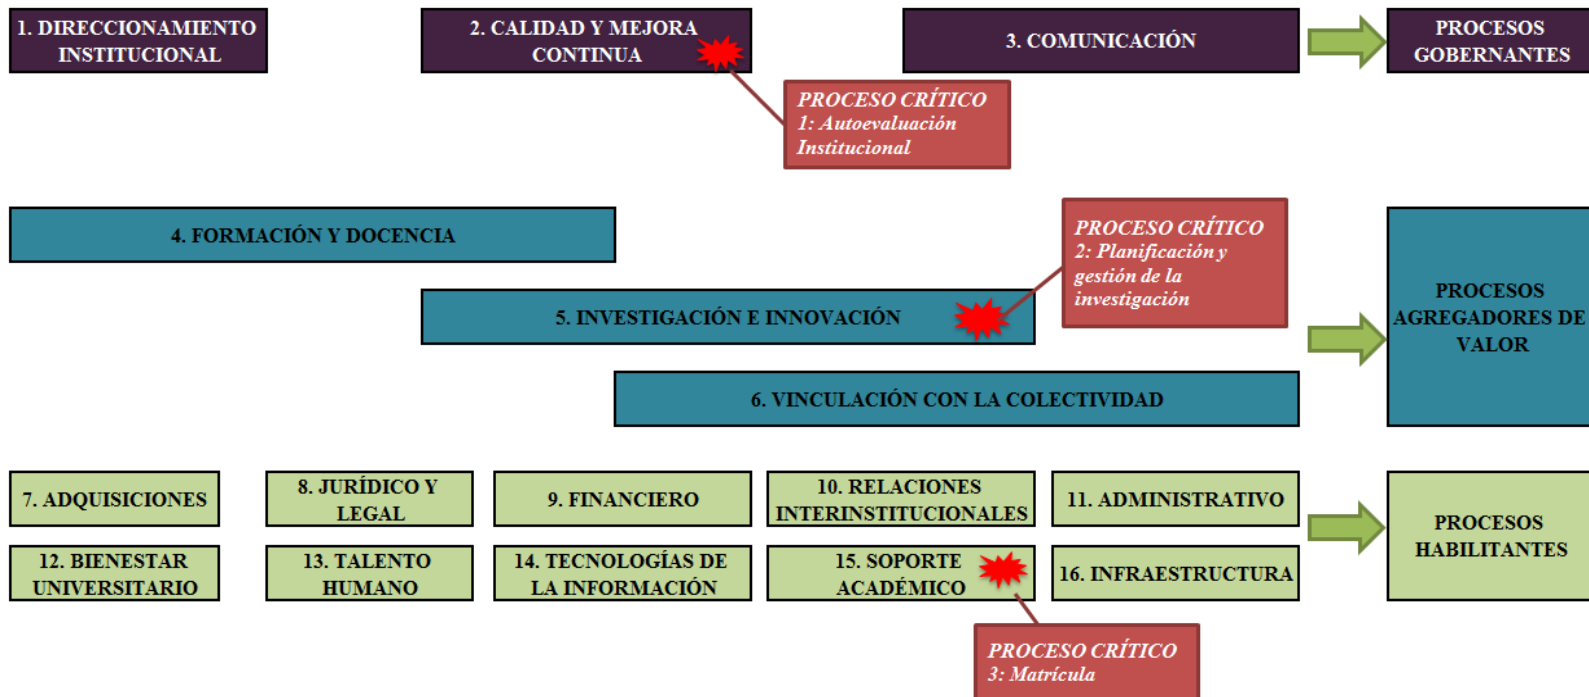 1. DIRECCIONAMIENTO
INSTITUCIONAL
2. CALIDAD Y MEJORA
CONTINUA
3. COMUNICACIÓN
PROCESOS
GOBERNANTES
PROCESO CRÍTICO
1: Autoevaluación
Institucional
4. FORMACIÓN Y DOCENCIA
PROCESO CRÍTICO
2: Planificación y
gestión de la
investigación
5. INVESTIGACIÓN E INNOVACIÓN
PROCESOS
AGREGADORES DE
VALOR
6. VINCULACIÓN CON LA COLECTIVIDAD
7. ADQUISICIONES
8. JURÍDICO Y
LEGAL
9. FINANCIERO
10. RELACIONES
INTERINSTITUCIONALES
11. ADMINISTRATIVO
PROCESOS
HABILITANTES
12. BIENESTAR
UNIVERSITARIO
13. TALENTO
HUMANO
14. TECNOLOGÍAS DE
LA INFORMACIÓN
15. SOPORTE
ACADÉMICO
16. INFRAESTRUCTURA
PROCESO CRÍTICO
3: Matrícula